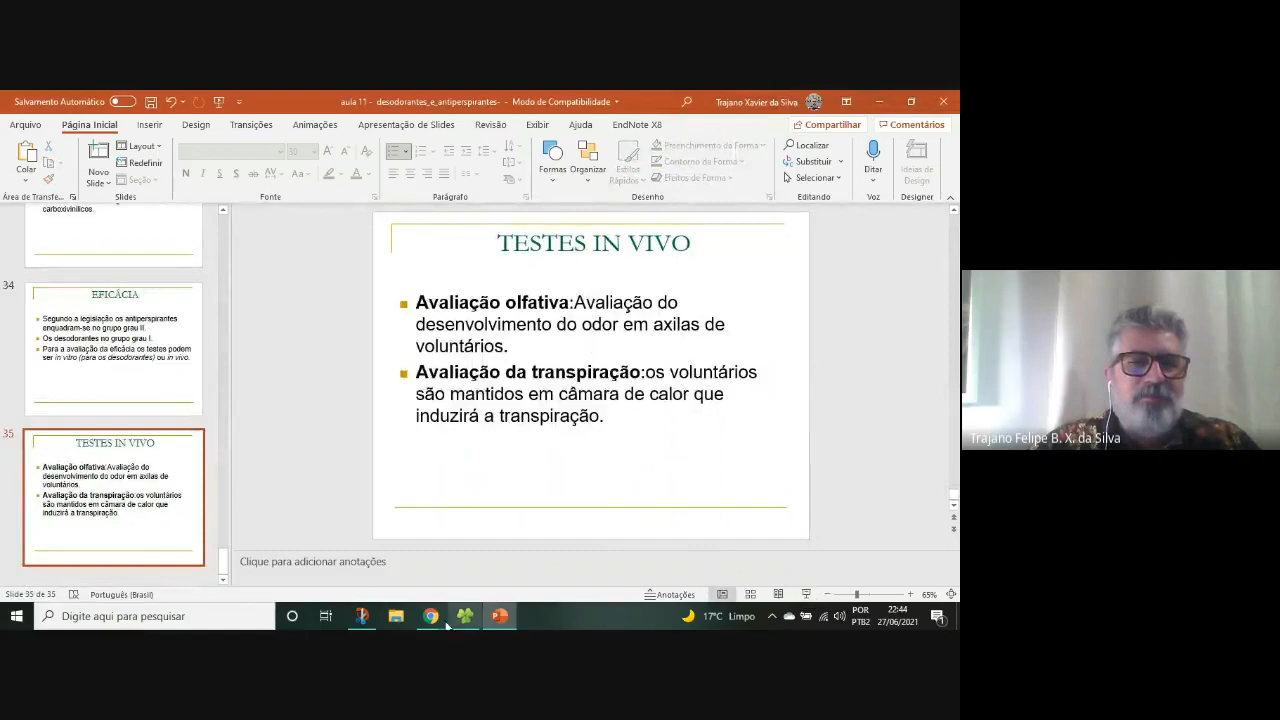 Salvamento Automático
aula 11 - desodorantes_e_antiperspirantes- - Modo de Compatibilidade
Trajano Xavier da Silva
Arquivo
Página Inicial
Inserir
Design
Transições
Animações
Apresentação de Slides
Revisão
Exibir
Ajuda
EndNote X8
Compartilhar
Comentários
Colar
Novo
Slide
Layout
Redefinir
Seção
30
N I S S ab AV Aa A
Formas
Organizar
Estilos
Rápidos
Preenchimento da Forma
Contorno da Forma
Efeitos de Forma
Localizar
Substituir
Selecionar
Ditar
Ideias de
Design
Área de Transfe...
Slides
Fonte
Parágrafo
Desenho
Editando
Voz
Designer
carboxivinílicos.
34
EFICÁCIA
Segundo a legislação os antiperspirantes
enquadram-se no grupo grau II.
Os desodorantes no grupo grau I.
Para a avaliação da eficácia os testes podem
ser in vitro (para os desodorantes) ou in vivo.
35
TESTES IN VIVO
Avaliação olfativa:Avaliação do
desenvolvimento do odor em axilas de
voluntários.
Avaliação da transpiração:os voluntários
são mantidos em câmara de calor que
induzirá a transpiração.
TESTES IN VIVO
Avaliação olfativa:Avaliação do
desenvolvimento do odor em axilas de
voluntários.
Avaliação da transpiração:os voluntários
são mantidos em câmara de calor que
induzirá a transpiração.
Clique para adicionar anotações
Slide 35 de 35
Português (Brasil)
Anotações
65%
Digite aqui para pesquisar
17°C Limpo
POR
PTB2
22:44
27/06/2021
1
Trajano Felipe B. X. da Silva